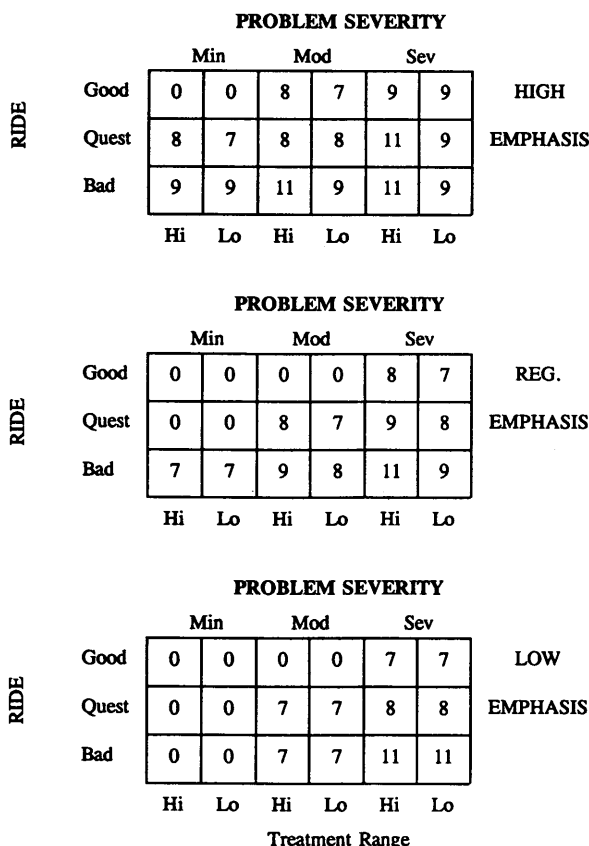 PROBLEM SEVERITY
Min Mod Sev
Good 0 0 8 7 9 9 HIGH
RIDE
Quest 8 7 8 8 11 9 EMPHASIS
Bad 9 9 11 9 11 9
Hi Lo Hi Lo Hi Lo
PROBLEM SEVERITY
Min Mod Sev
Good 0 0 0 0 8 7 REG.
RIDE
Quest 0 0 8 7 9 8 EMPHASIS
Bad 7 7 9 8 11 9
Hi Lo Hi Lo Hi Lo
PROBLEM SEVERITY
Min Mod Sev
Good 0 0 0 0 7 7 LOW
RIDE
Quest 0 0 7 7 8 8 EMPHASIS
Bad 0 0 7 7 11 11
Hi Lo Hi Lo Hi Lo
Treatment Range